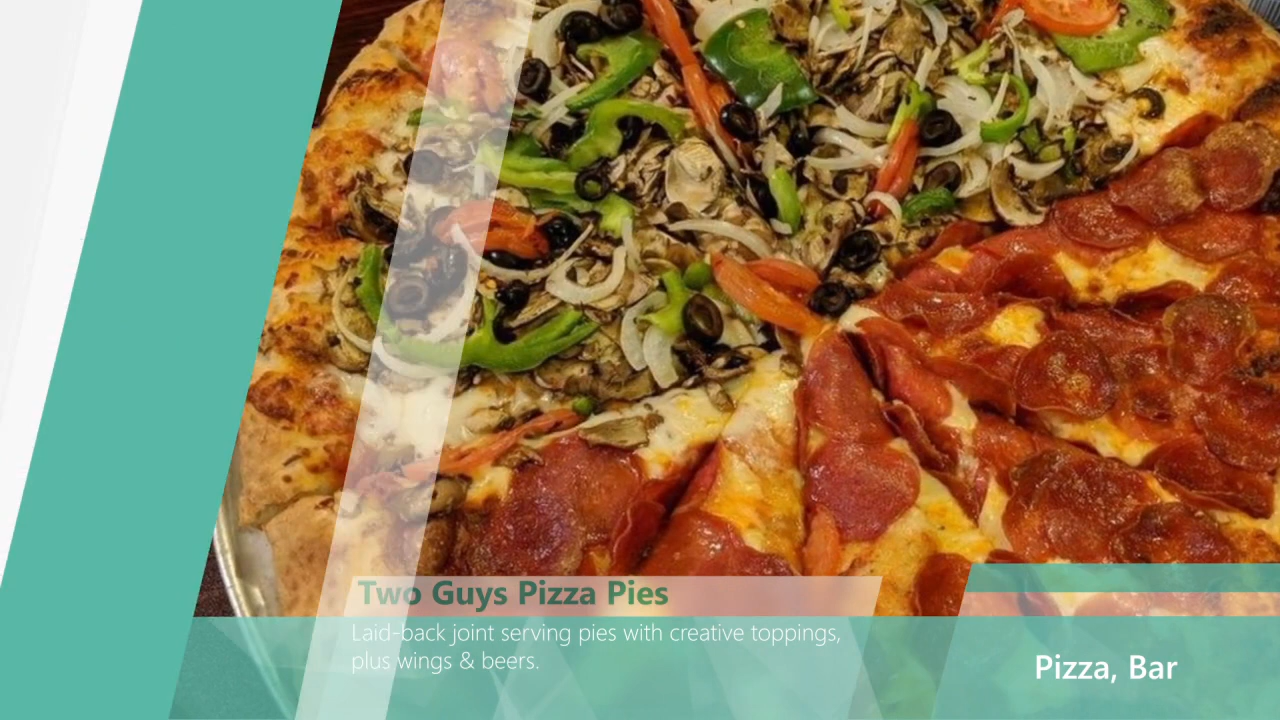 Two Guys Pizza Pies
Laid-back joint serving pies with creative toppings,
plus wings & beers.
Pizza, Bar